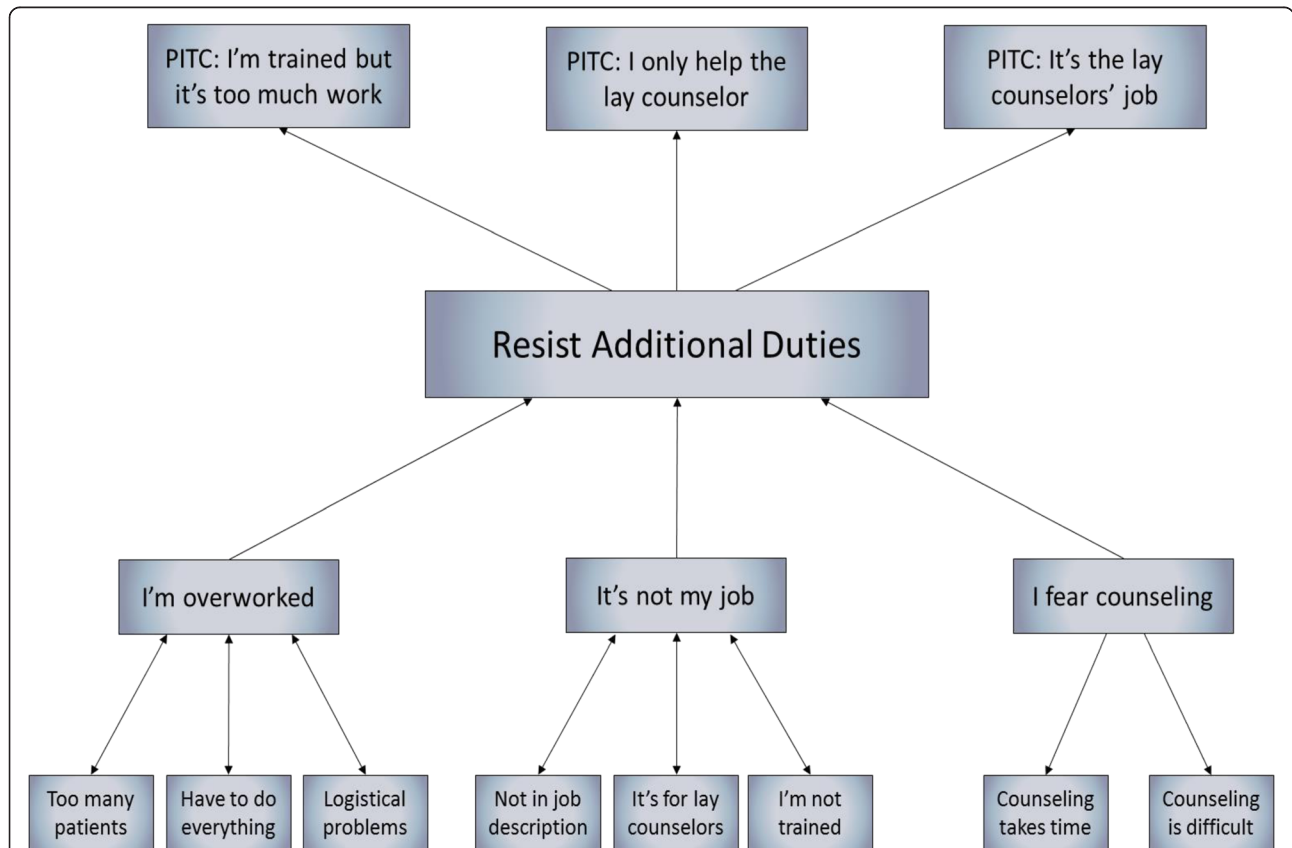 PITC: I’m trained but
it’s too much work
PITC: I only help the
lay counselor
PITC: It’s the lay
counselors’ job
Resist Additional Duties
I’m overworked
It’s not my job
I fear counseling
Too many
patients
Have to do
everything
Logistical
problems
Not in job
description
It’s for lay
counselors
I’m not
trained
Counseling
takes time
Counseling
is difficult